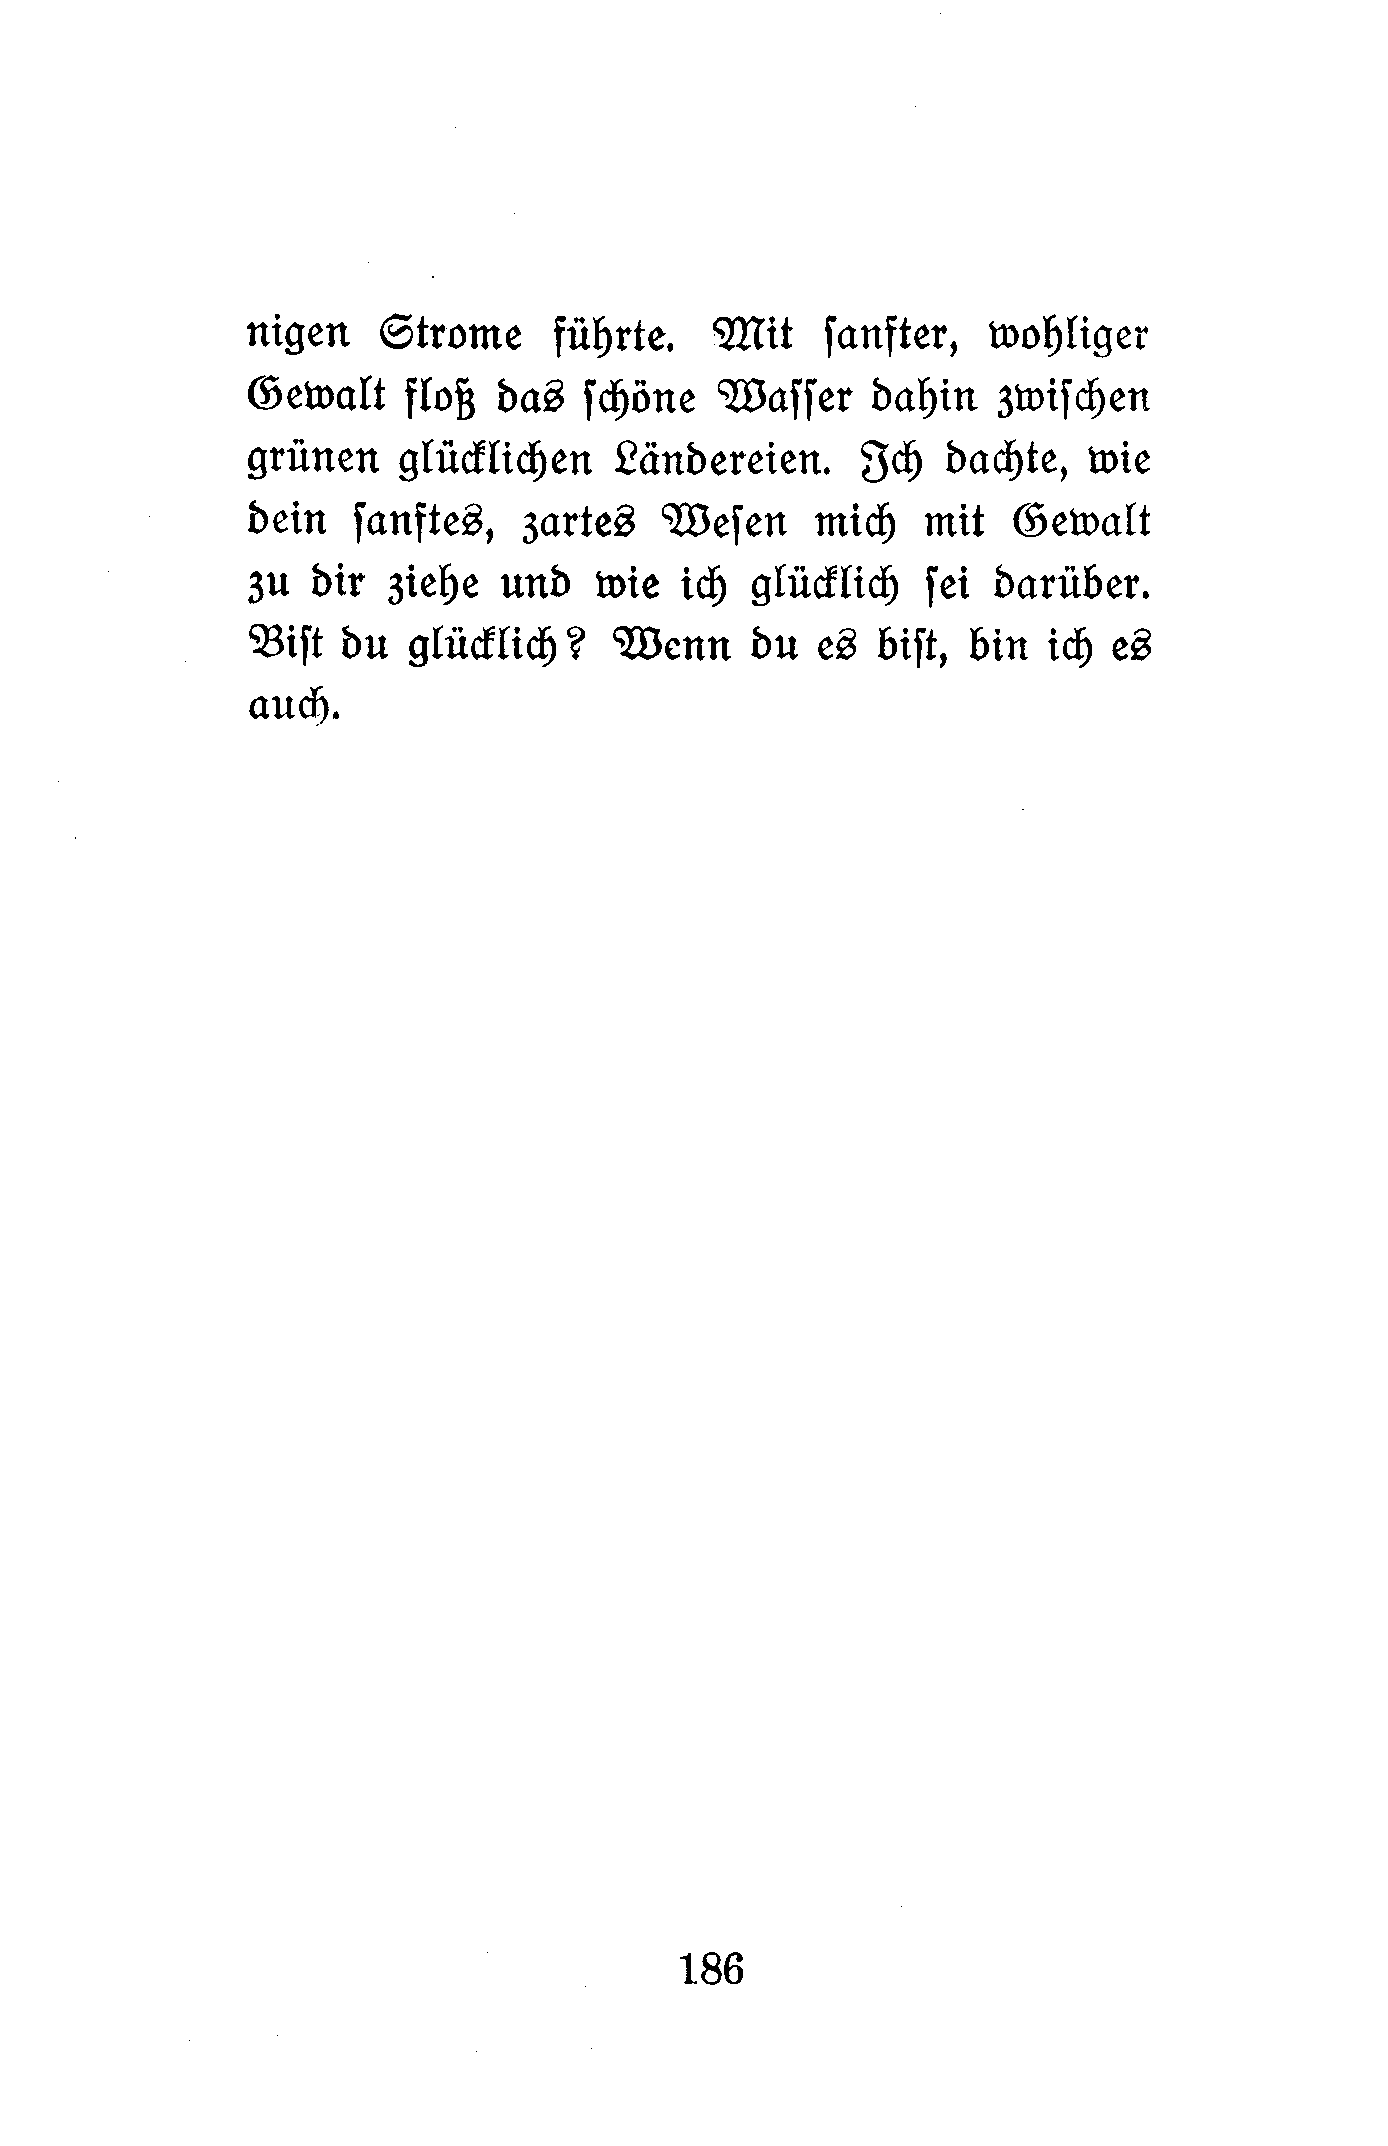 nigen Strome führte. Mit ſanfter, wohliger
Gewalt floß das ſchöne Waſſer dahin zwiſchen
grünen glücklichen Ländereien. Ich dachte, wie
dein ſanftes, zartes Weſen mich mit Gewalt
zu dir ziehe und wie ich glücklich ſei darüber.
Biſt du glücklich? Wenn du es biſt, bin ich es
auch.
186